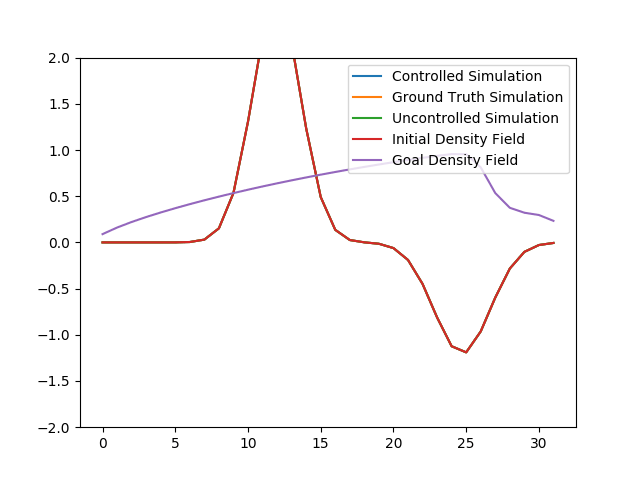 2.0
1.5
1.0
0.5
0.0
−0.5
−1.0
−1.5
−2.0
0 5 10 15 20 25 30
Controlled Simulation
Ground Truth Simulation
Uncontrolled Simulation
Initial Density Field
Goal Density Field